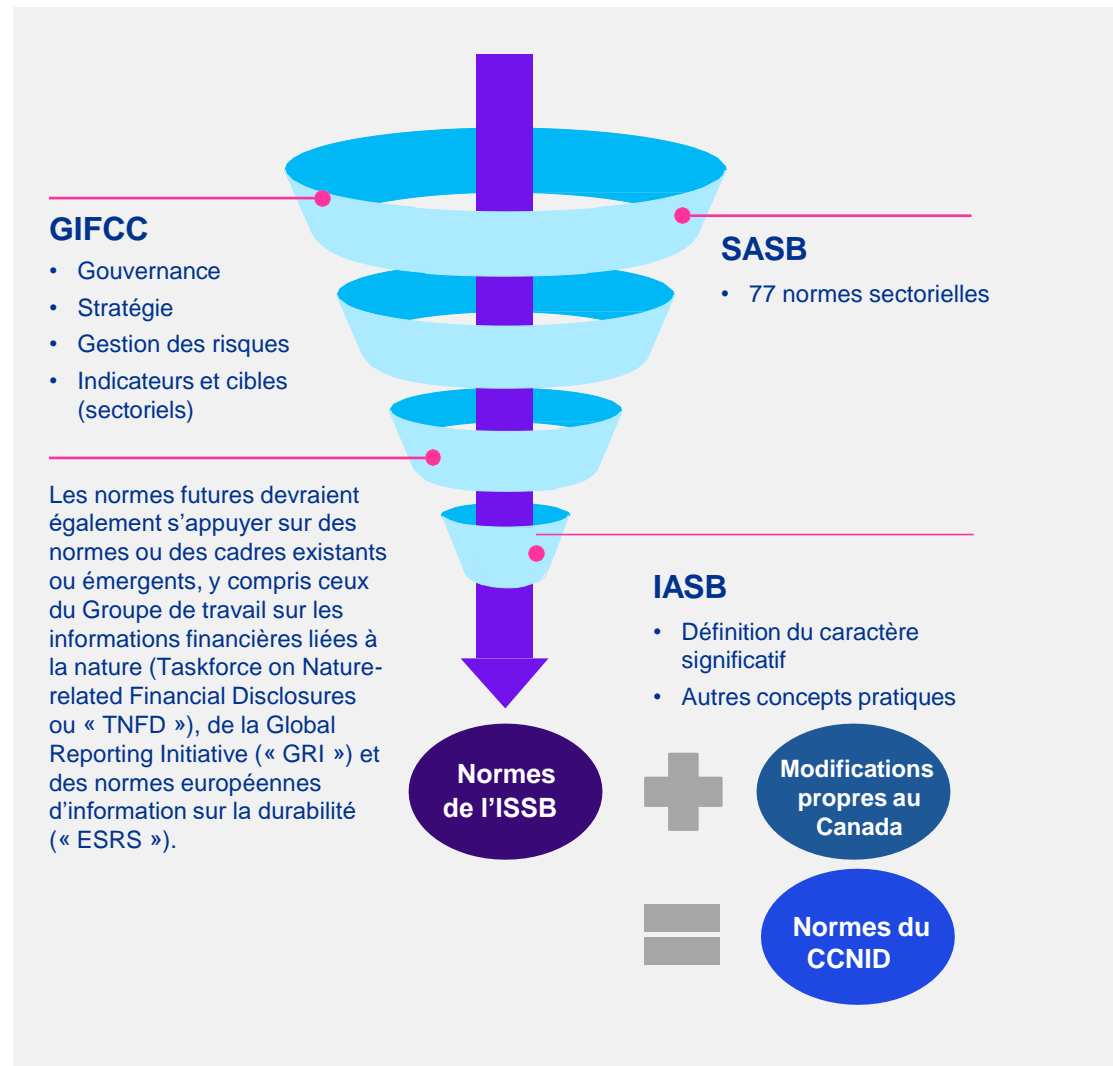 GIFCC
• Gouvernance
• Stratégie
• Gestion des risques
• Indicateurs et cibles
(sectoriels)
SASB
• 77 normes sectorielles
Les normes futures devraient
également s’appuyer sur des
normes ou des cadres existants
ou émergents, y compris ceux
du Groupe de travail sur les
informations financières liées à
la nature (Taskforce on Nature-
related Financial Disclosures
ou « TNFD »), de la Global
Reporting Initiative (« GRI ») et
des normes européennes
d’information sur la durabilité
(« ESRS »).
IASB
• Définition du caractère
significatif
• Autres concepts pratiques
Normes
de l’ISSB
Modifications
propres au
Canada
Normes du
CCNID